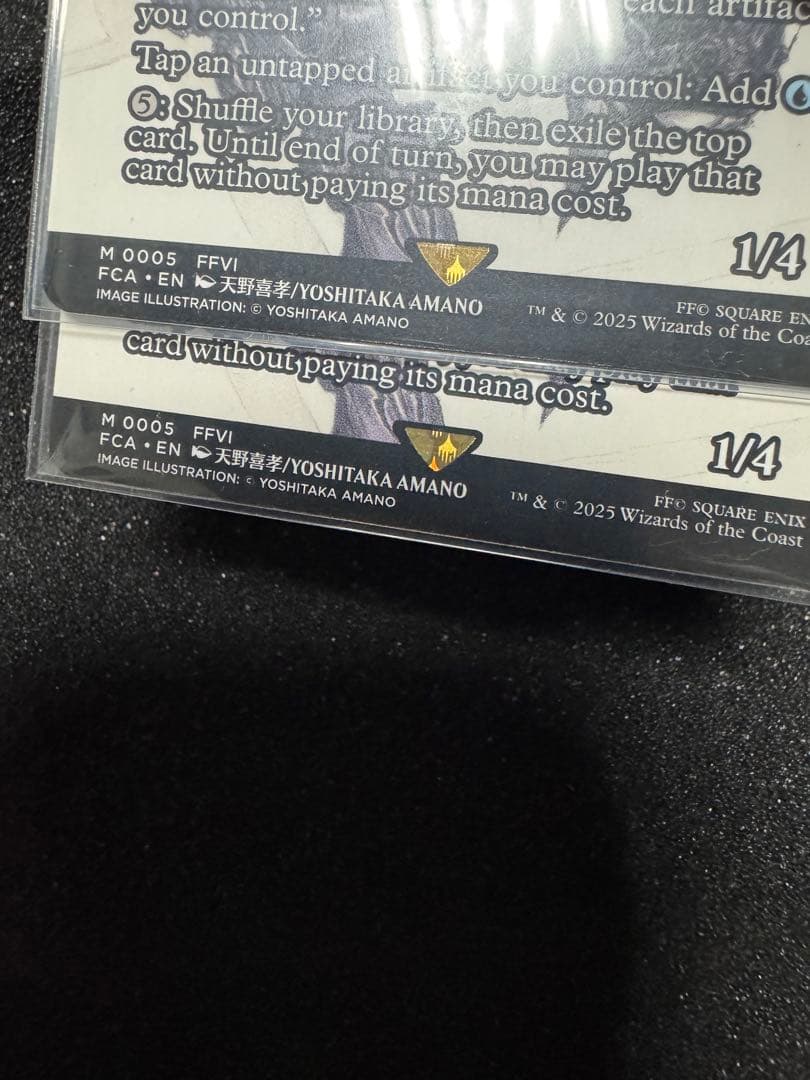 each artifac
you control.”
Tap an untapped artifact you control: Add
5: Shuffle your library, then exile the top
card. Until end of turn, you may play that
card without paying its mana cost.
1/4
M 0005 FFVI
FCA • EN 天野喜孝/YOSHITAKA AMANO
IMAGE ILLUSTRATION: © YOSHITAKA AMANO
FF© SQUARE EN
™ & © 2025 Wizards of the Coa
card without paying its mana cost.
1/4
M 0005 FFVI
FCA • EN 天野喜孝/YOSHITAKA AMANO
IMAGE ILLUSTRATION: © YOSHITAKA AMANO
FF© SQUARE ENIX
™ & © 2025 Wizards of the Coast